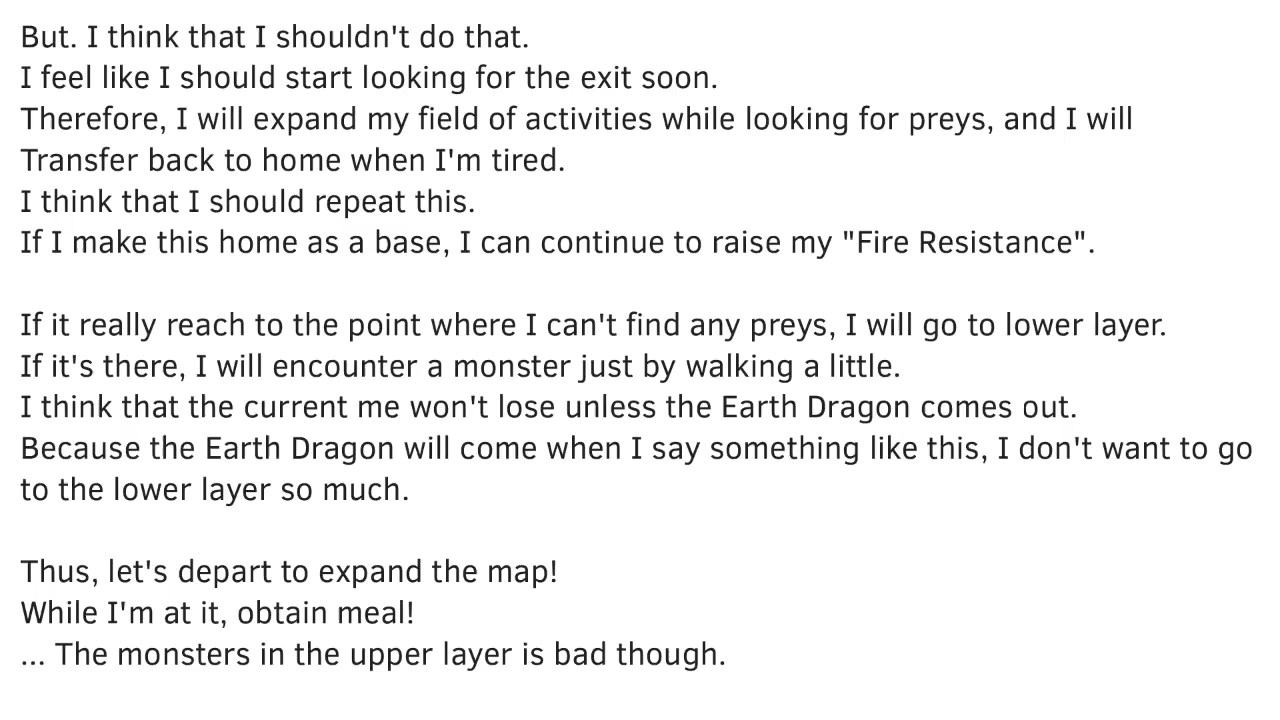 But. I think that I shouldn't do that.
I feel like I should start looking for the exit soon.
Therefore, I will expand my field of activities while looking for preys, and I will
Transfer back to home when I'm tired.
I think that I should repeat this.
If I make this home as a base, I can continue to raise my "Fire Resistance".
If it really reach to the point where I can't find any preys, I will go to lower layer.
If it's there, I will encounter a monster just by walking a little.
I think that the current me won't lose unless the Earth Dragon comes out.
Because the Earth Dragon will come when I say something like this, I don't want to go
to the lower layer so much.
Thus, let's depart to expand the map!
While I'm at it, obtain meal!
... The monsters in the upper layer is bad though.